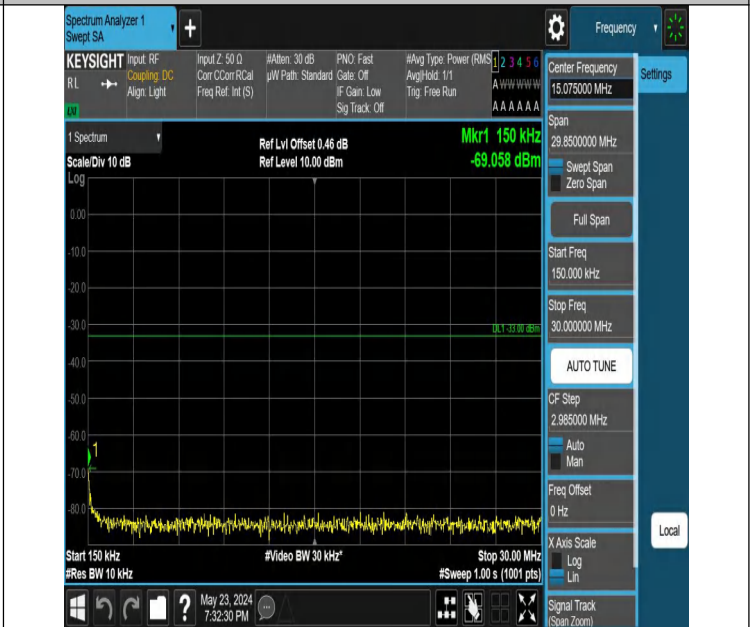 Spectrum Analyzer 1
Swept SA
+
Frequency
KEYSIGHT
RL
LXI
Input: RF
Coupling: DC
Align: Light
Input Z: 50 Ω
Corr CCorr RCal
Freq Ref: Int (S)
#Atten: 30 dB
µW Path: Standard
PNO: Fast
Gate: Off
IF Gain: Low
Sig Track: Off
#Avg Type: Power (RMS
Avg|Hold: 1/1
Trig: Free Run
1 2 3 4 5 6
A W W W W W
A A A A A A
1 Spectrum
Scale/Div 10 dB
Log
Ref Lvl Offset 0.46 dB
Ref Level 10.00 dBm
Mkr1 150 kHz
-69.058 dBm
0.00
-10.0
-20.0
-30.0
DL1 -33.00 dBm
-40.0
-50.0
-60.0
1
-70.0
-80.0
Start 150 kHz
#Res BW 10 kHz
#Video BW 30 kHz*
Stop 30.00 MHz
#Sweep 1.00 s (1001 pts)
?
May 23, 2024
7:32:30 PM
Center Frequency
15.075000 MHz
Settings
Span
29.8500000 MHz
Swept Span
Zero Span
Full Span
Start Freq
150.000 kHz
Stop Freq
30.000000 MHz
AUTO TUNE
CF Step
2.985000 MHz
Auto
Man
Freq Offset
0 Hz
Local
X Axis Scale
Log
Lin
Signal Track
(Span Zoom)